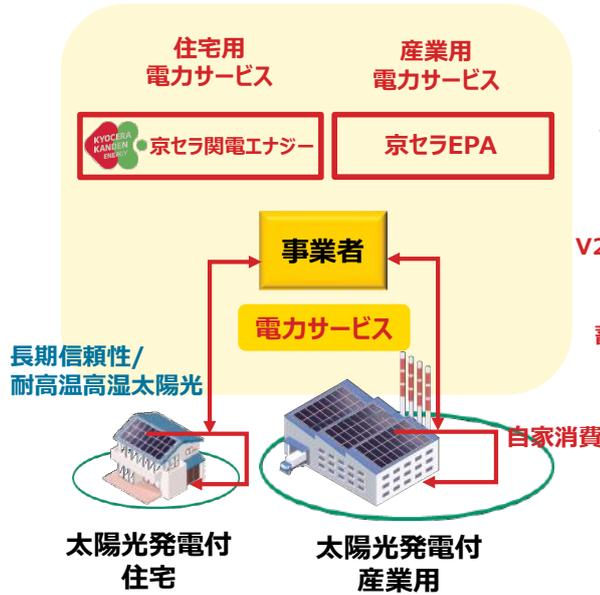 住宅用
電力サービス
産業用
電力サービス
KYOCERA
KANDEN
ENERGY
京セラ関電エナジー
京セラEPA
事業者
V2
電力サービス
長期信頼性/
耐高温高湿太陽光
自家消費
太陽光発電付
住宅
太陽光発電付
産業用